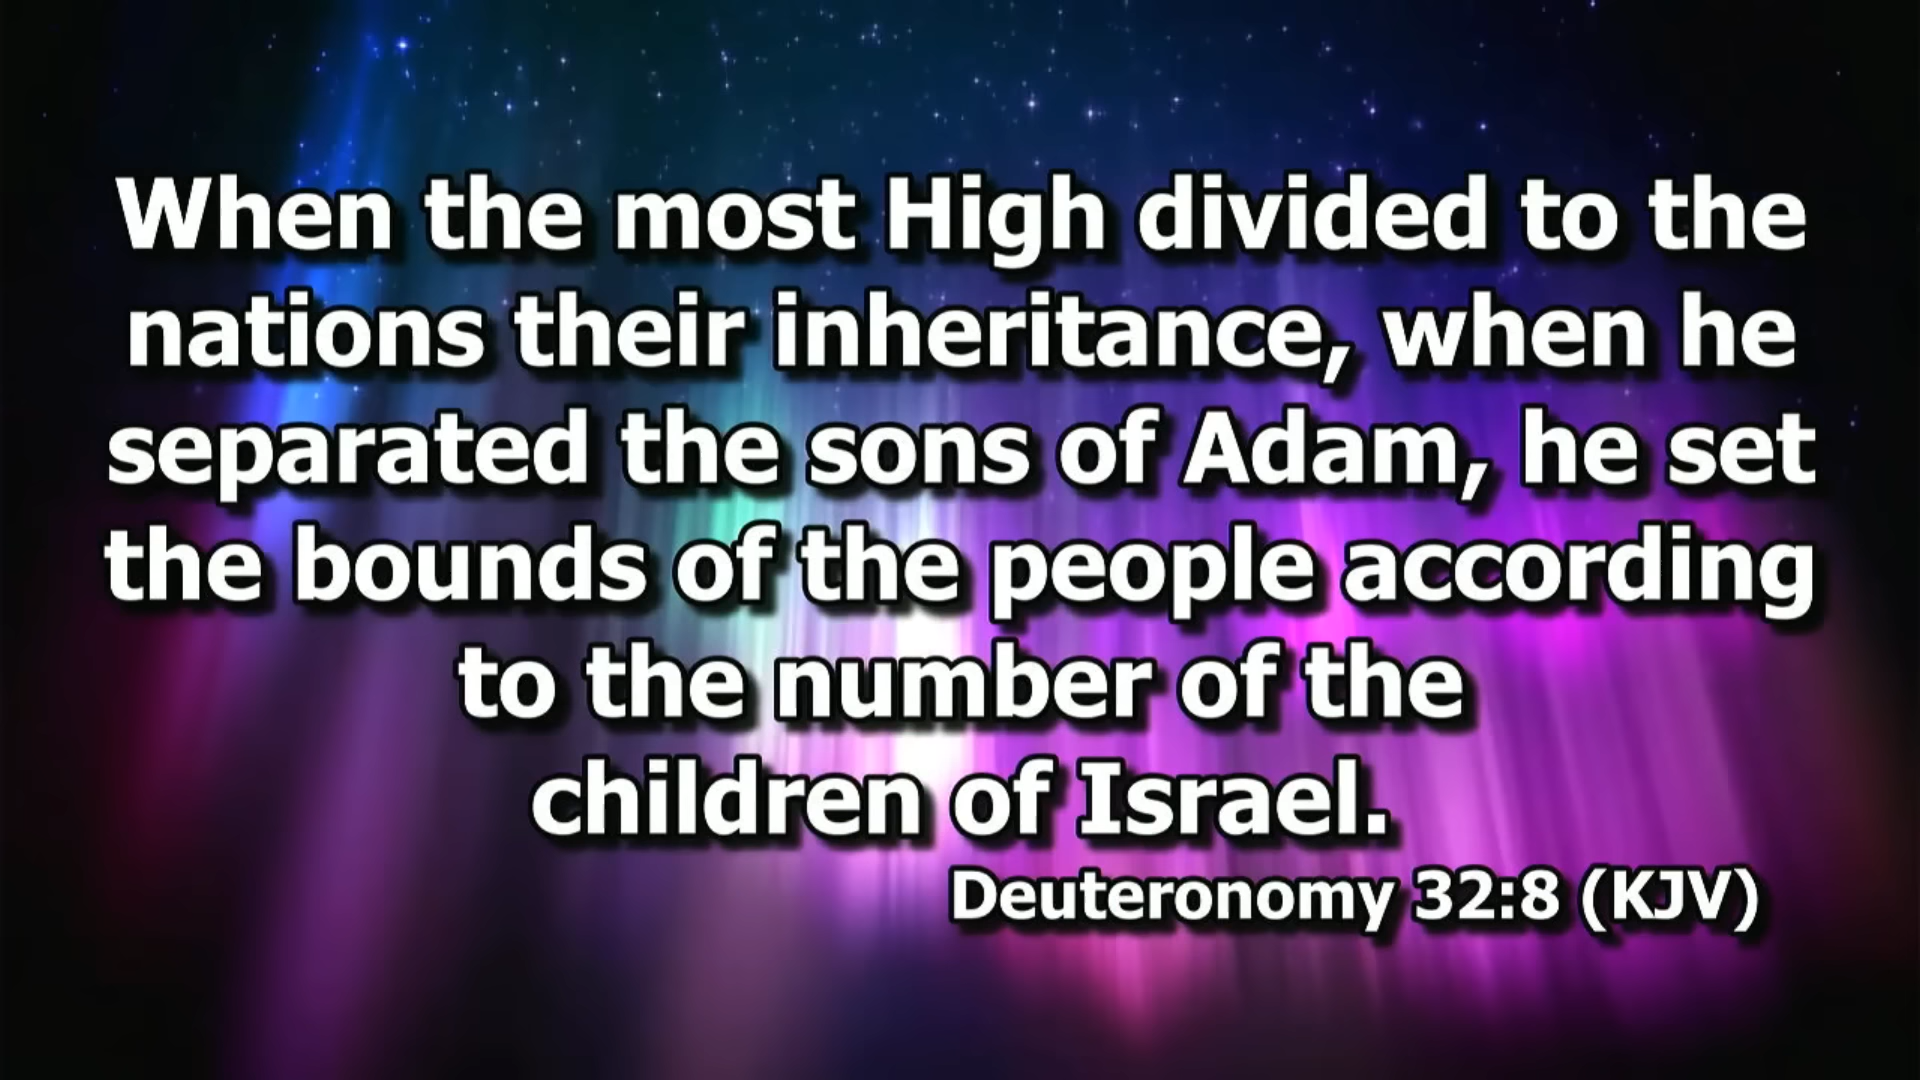 When the most High divided to the
nations their inheritance, when he
separated the sons of Adam, he set
the bounds of the people according
to the number of the
children of Israel.
Deuteronomy 32:8 (KJV)